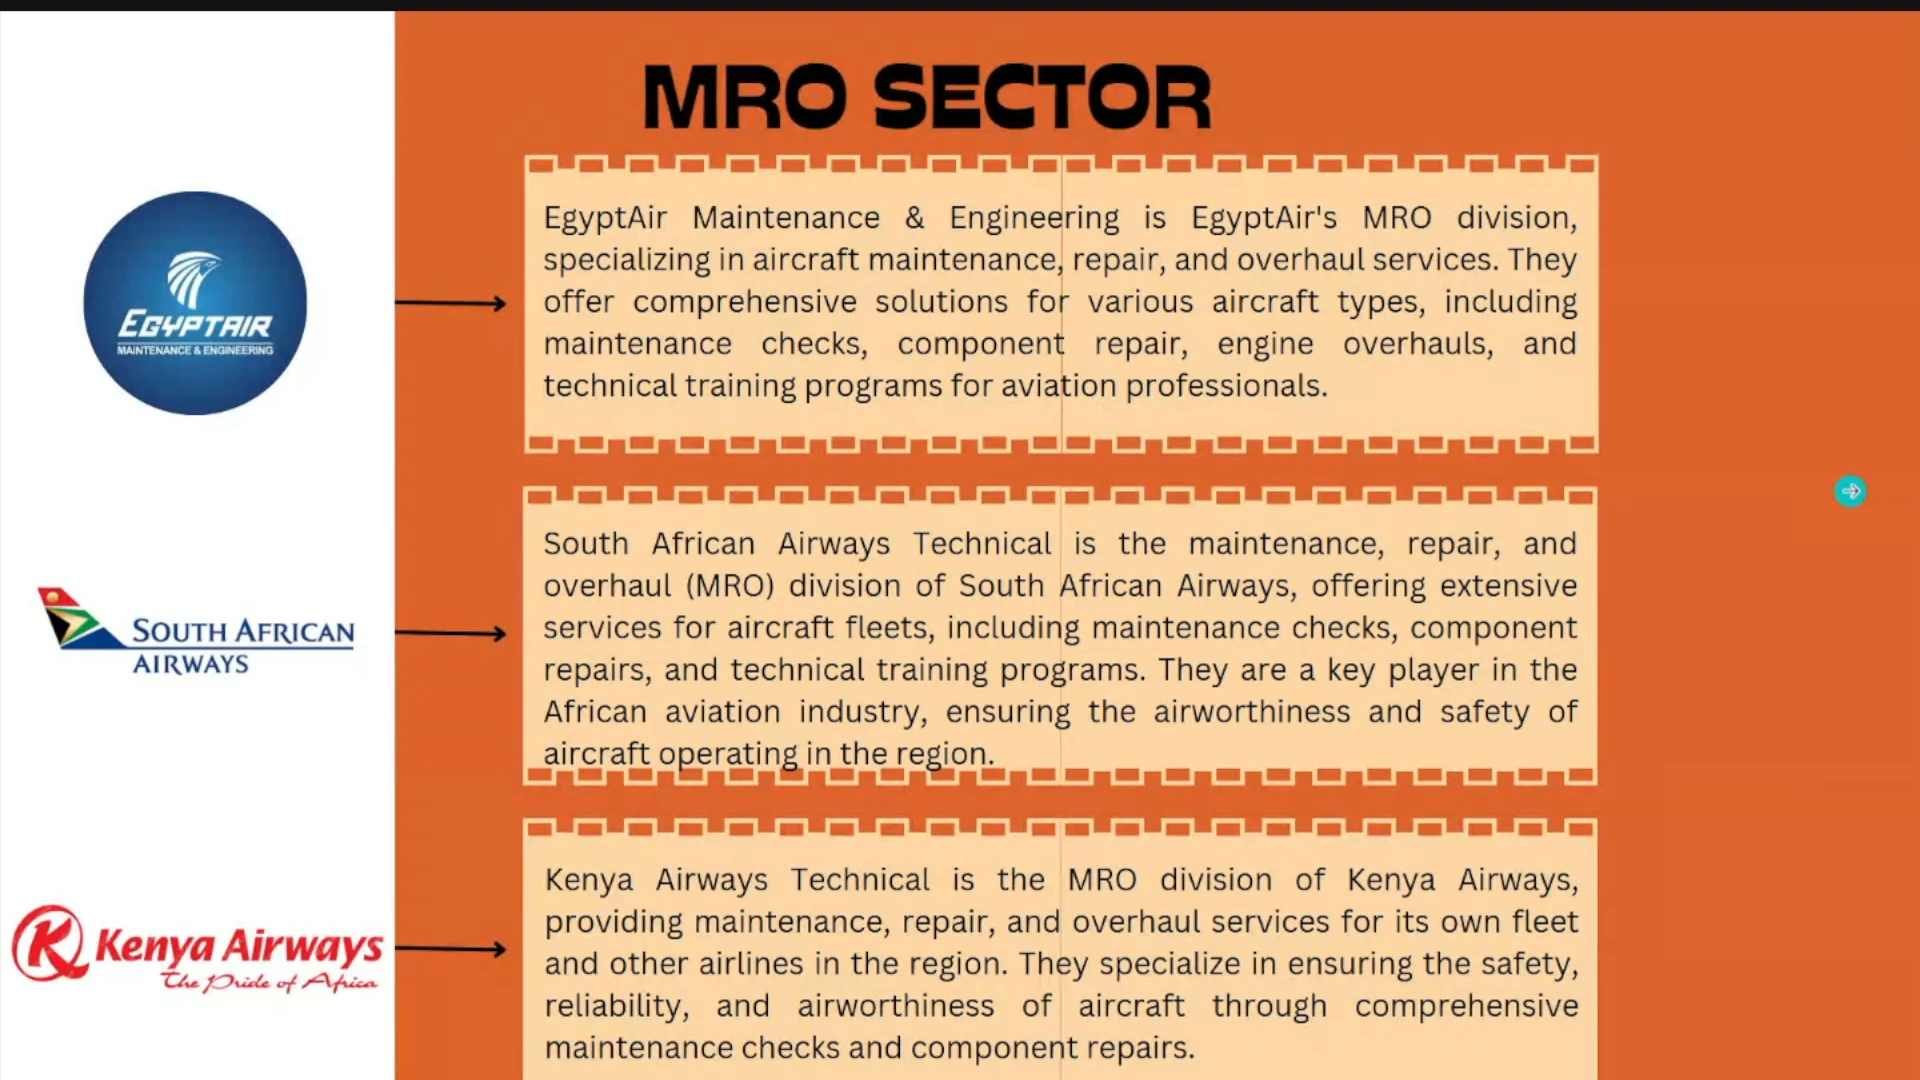 MRO SECTOR
EGYPTAIR
MAINTENANCE & ENGINEERING
EgyptAir Maintenance & Engineering is EgyptAir's MRO division,
specializing in aircraft maintenance, repair, and overhaul services. They
offer comprehensive solutions for various aircraft types, including
maintenance checks, component repair, engine overhauls, and
technical training programs for aviation professionals.
SOUTH AFRICAN
AIRWAYS
South African Airways Technical is the maintenance, repair, and
overhaul (MRO) division of South African Airways, offering extensive
services for aircraft fleets, including maintenance checks, component
repairs, and technical training programs. They are a key player in the
African aviation industry, ensuring the airworthiness and safety of
aircraft operating in the region.
Kenya Airways
The Pride of Africa
Kenya Airways Technical is the MRO division of Kenya Airways,
providing maintenance, repair, and overhaul services for its own fleet
and other airlines in the region. They specialize in ensuring the safety,
reliability, and airworthiness of aircraft through comprehensive
maintenance checks and component repairs.